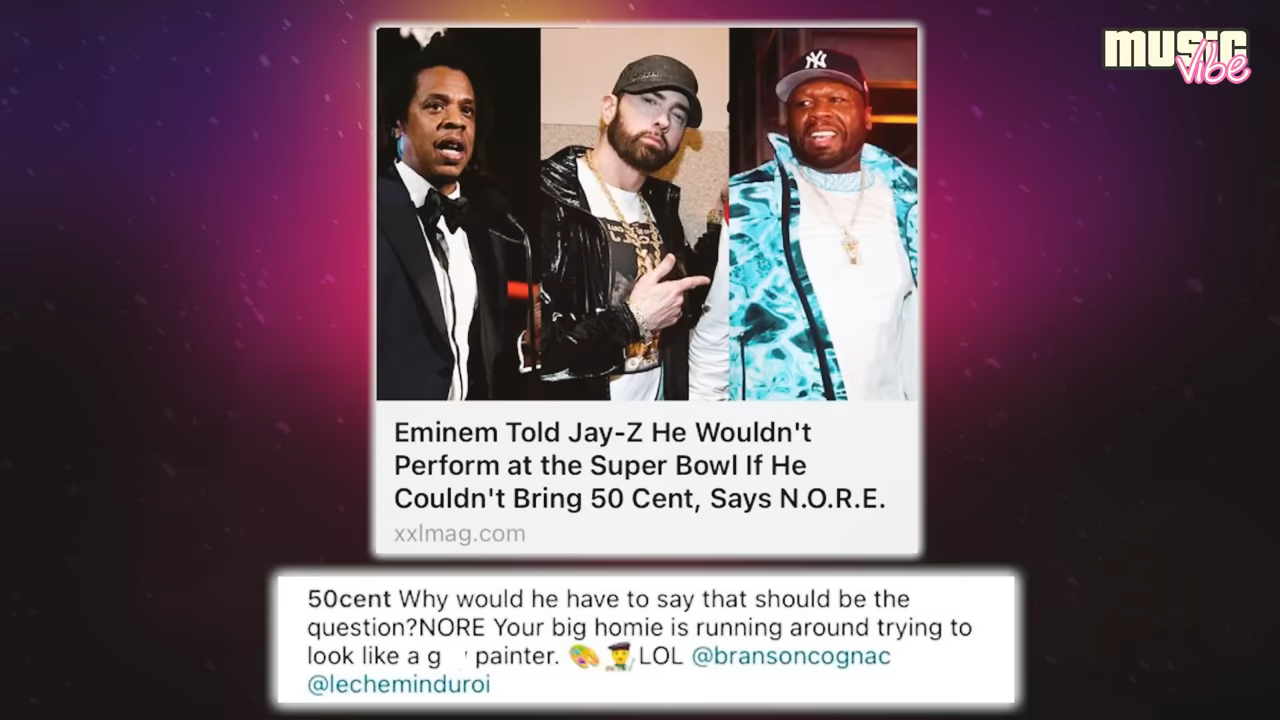 MUSIC
Vibe
Eminem Told Jay-Z He Wouldn't
Perform at the Super Bowl If He
Couldn't Bring 50 Cent, Says N.O.R.E.
xxlmag.com
50cent Why would he have to say that should be the
question?NORE Your big homie is running around trying to
look like a g painter. 🎨 👨‍🎨 LOL @bransoncognac
@lecheminduroi